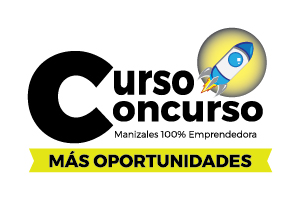 Curso
Concurso
Manizales 100% Emprendedora
MÁS OPORTUNIDADES